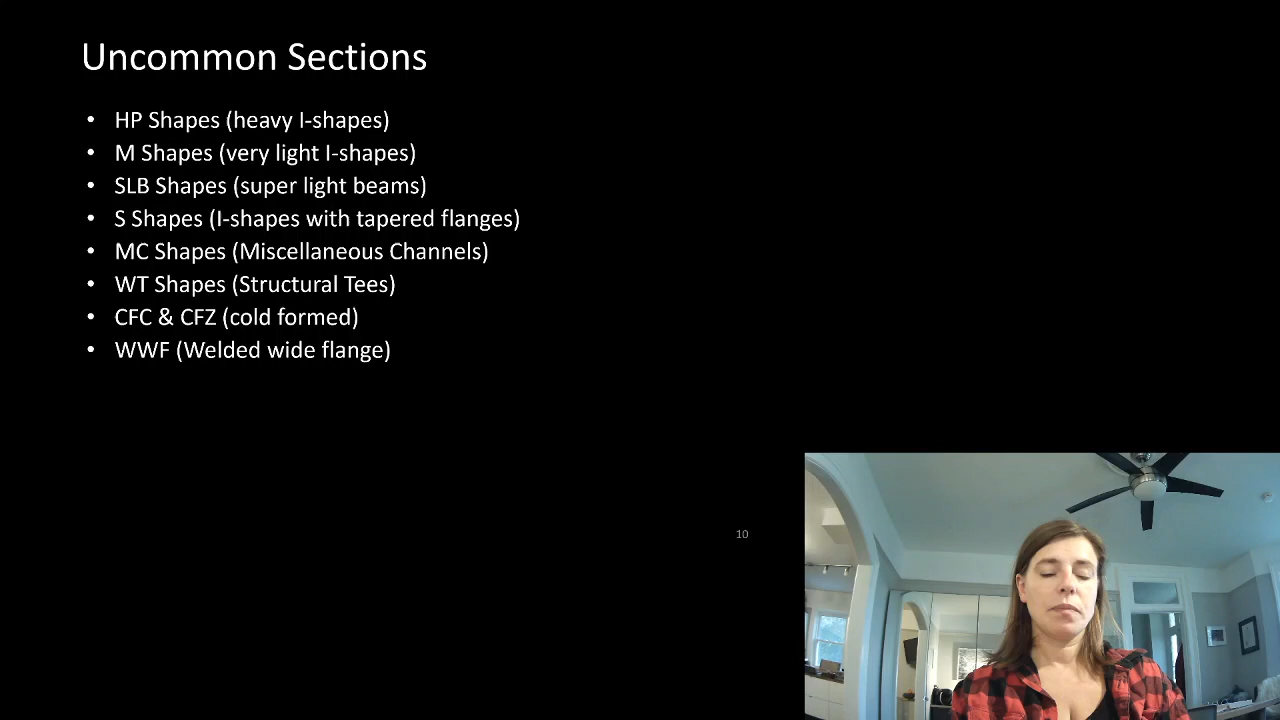 Uncommon Sections
• HP Shapes (heavy I-shapes)
• M Shapes (very light I-shapes)
• SLB Shapes (super light beams)
• S Shapes (I-shapes with tapered flanges)
• MC Shapes (Miscellaneous Channels)
• WT Shapes (Structural Tees)
• CFC & CFZ (cold formed)
• WWF (Welded wide flange)
10